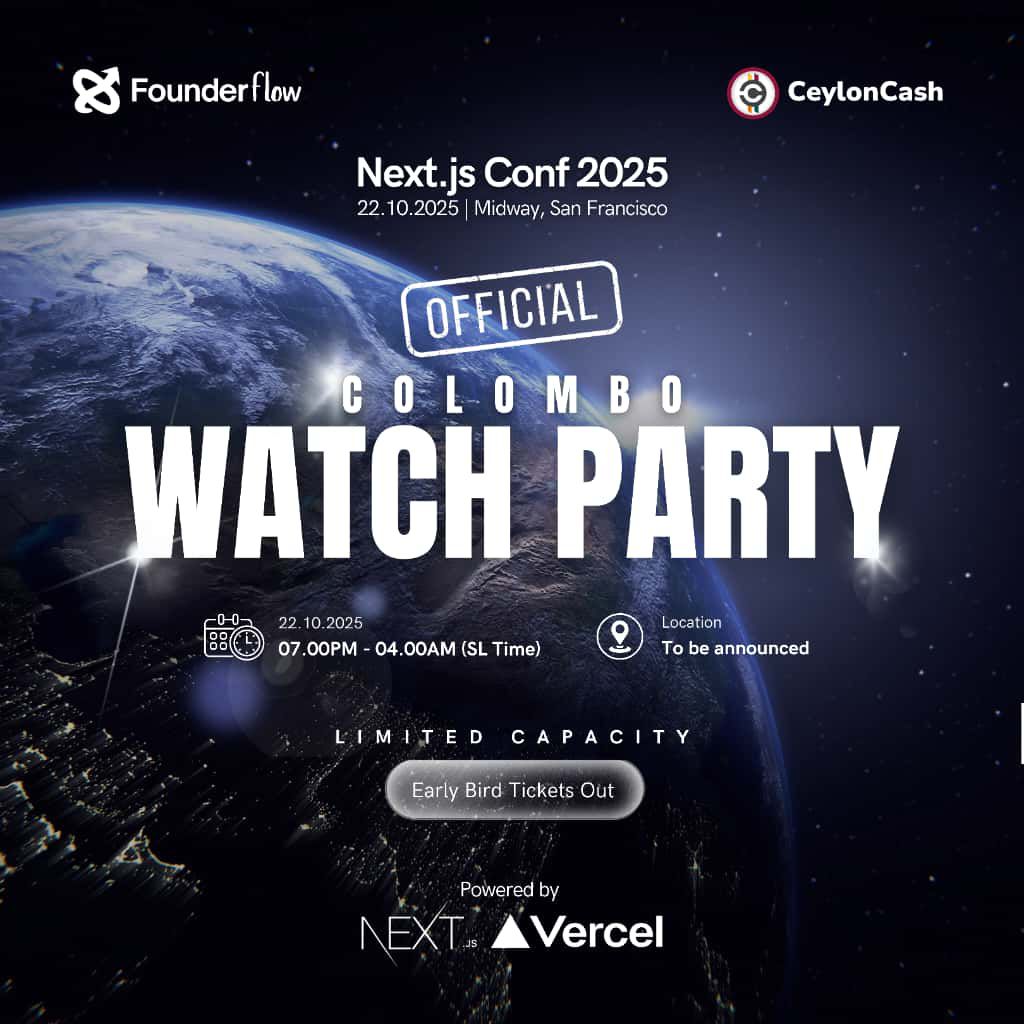 Founderflow
CeylonCash
Next.js Conf 2025
22.10.2025 | Midway, San Francisco
OFFICIAL
COLOMBO
WATCH PARTY
22.10.2025
07.00PM - 04.00AM (SL Time)
Location
To be announced
LIMITED CAPACITY
Early Bird Tickets Out
Powered by
NEXT.JS Vercel